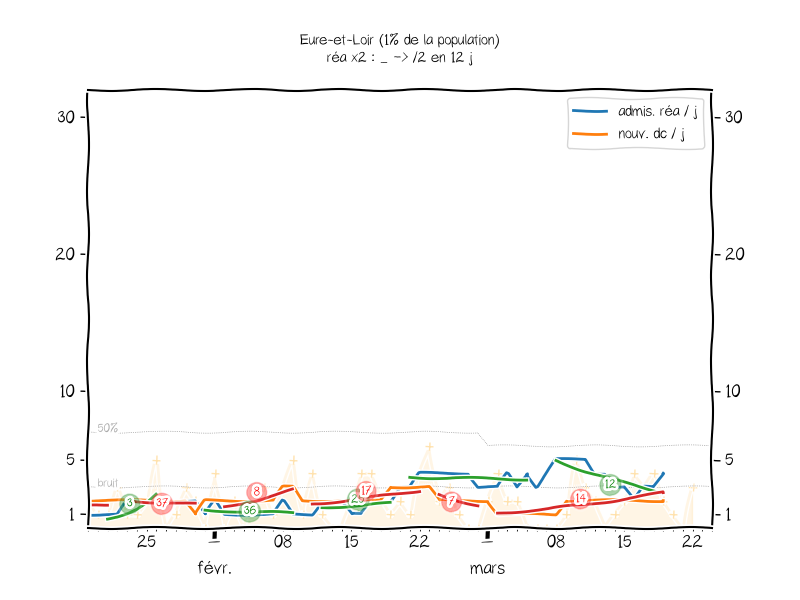 Eure-et-Loir (1% de la population)
réa x2 : _ -> /2 en 12 j
admis. réa / j
nouv. dc / j
30 30
20 20
10 10
50%
5 5
bruit
1 1
3 37 36 8 17 7 14 12
25 08 15 22 08 15 22
févr. mars